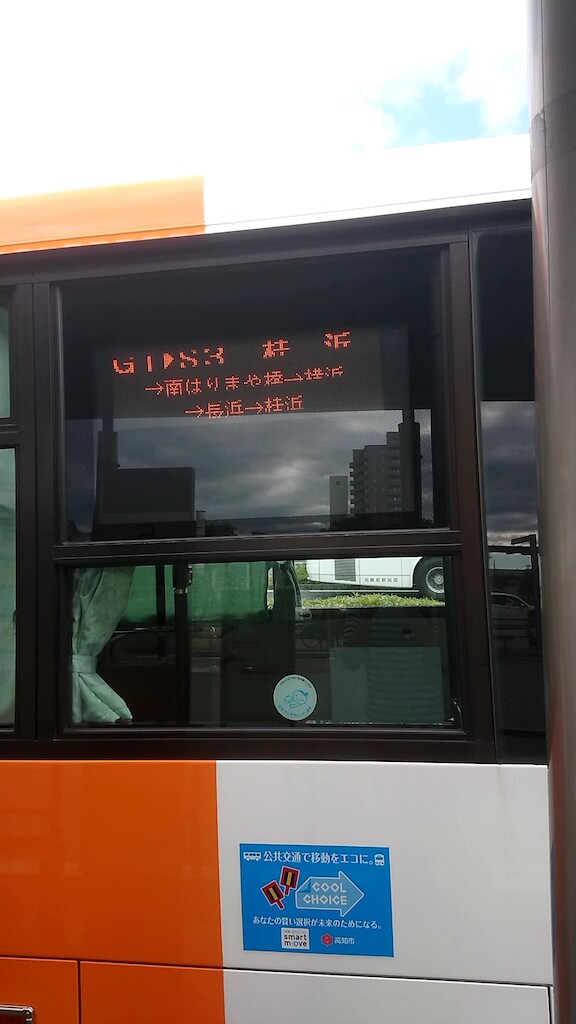 G1▶S3 桂 浜
→南はりまや橋→横浜
→長浜→桂浜
公共交通で移動をエコに。
COOL
CHOICE
あなたの賢い選択が未来のためになる。
smart
move
高知市